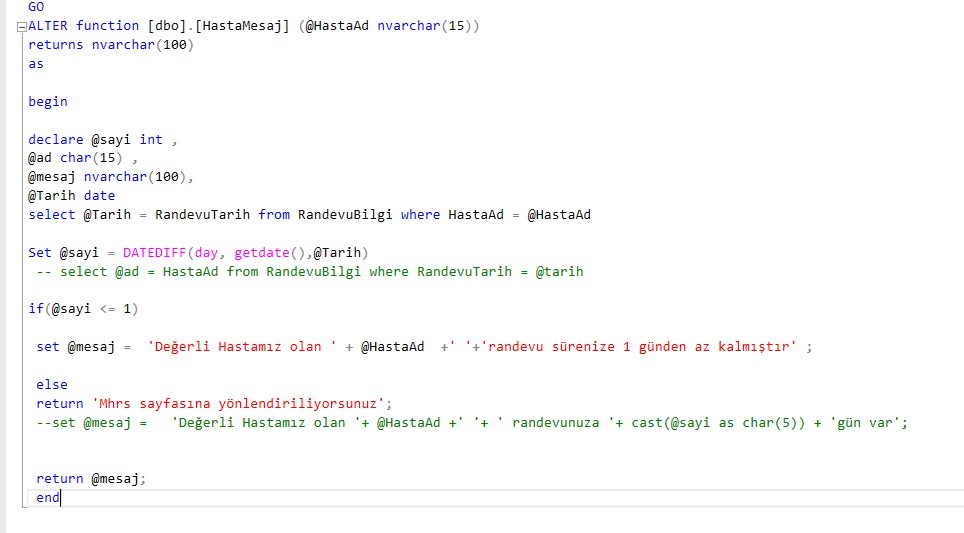 GO
ALTER function [dbo].[HastaMesaj] (@HastaAd nvarchar(15))
returns nvarchar(100)
as
begin
declare @sayi int ,
@ad char(15) ,
@mesaj nvarchar(100),
@Tarih date
select @Tarih = RandevuTarih from RandevuBilgi where HastaAd = @HastaAd
Set @sayi = DATEDIFF(day, getdate(),@Tarih)
-- select @ad = HastaAd from RandevuBilgi where RandevuTarih = @tarih
if(@sayi <= 1)
set @mesaj =  'Değerli Hastamız olan ' + @HastaAd  +' '+'randevu sürenize 1 günden az kalmıştır' ;
else
return 'Mhrs sayfasına yönlendiriliyorsunuz';
--set @mesaj =   'Değerli Hastamız olan '+ @HastaAd +' '+ ' randevunuza '+ cast(@sayi as char(5)) + 'gün var';
return @mesaj;
end